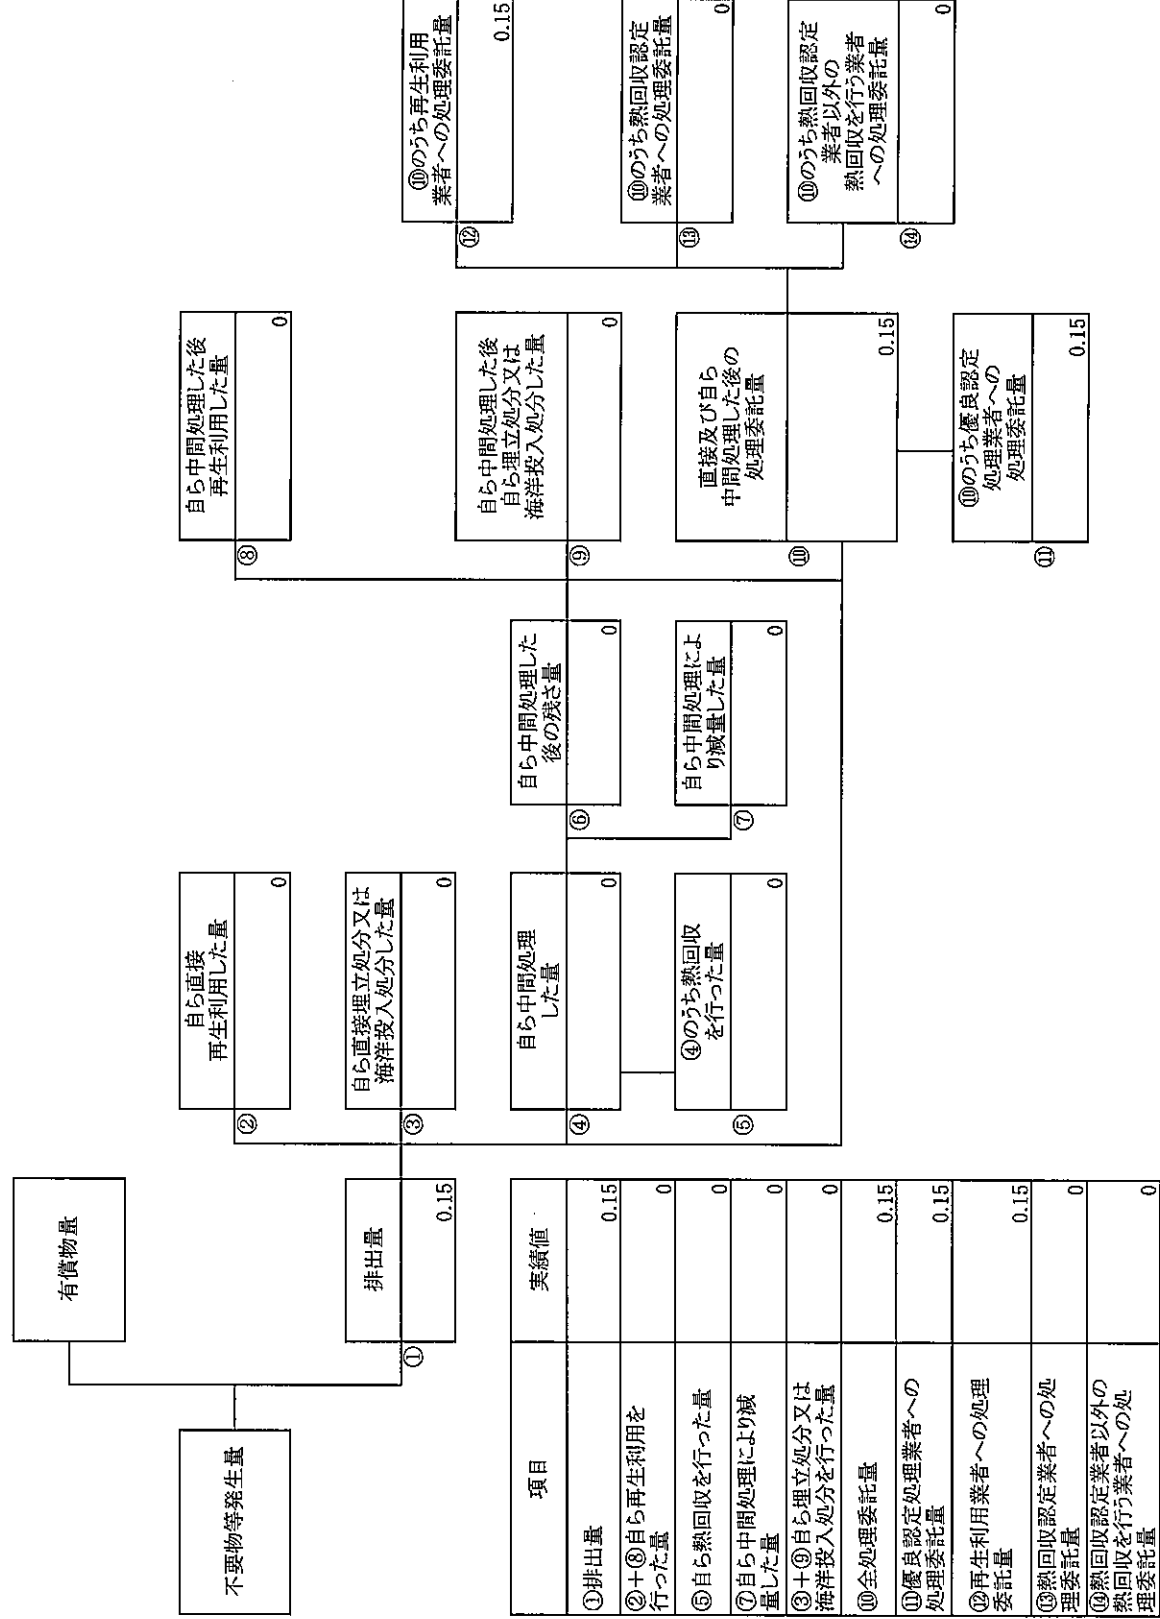 不要物等発生量
有償物量
排出量
①
0.15
自ら直接
再生利用した量
②
0
自ら直接埋立処分又は
海洋投入処分した量
③
0
自ら中間処理
した量
④
0
④のうち熱回収
を行った量
⑤
0
自ら中間処理した
後の残さ量
⑥
0
自ら中間処理によ
り減量した量
⑦
0
自ら中間処理した後
再生利用した量
⑧
0
自ら中間処理した後
自ら埋立処分又は
海洋投入処分した量
⑨
0
直接及び自ら
中間処理した後の
処理委託量
⑩
0.15
⑩のうち優良認定
処理業者への
処理委託量
⑪
0.15
⑩のうち再生利用
業者への処理委託量
⑫
0.15
⑩のうち熱回収認定
業者への処理委託量
⑬
0
⑩のうち熱回収認定
業者以外の
熱回収を行う業者
への処理委託量
⑭
0
項目
実績値
①排出量
0.15
②+⑧自ら再生利用を
行った量
0
⑤自ら熱回収を行った量
0
⑦自ら中間処理により減
量した量
0
③+⑨自ら埋立処分又は
海洋投入処分を行った量
0
⑩全処理委託量
0.15
⑪優良認定処理業者への
処理委託量
0.15
⑫再生利用業者への処理
委託量
0.15
⑬熱回収認定業者への処
理委託量
0
⑭熱回収認定業者以外の
熱回収を行う業者への処
理委託量
0